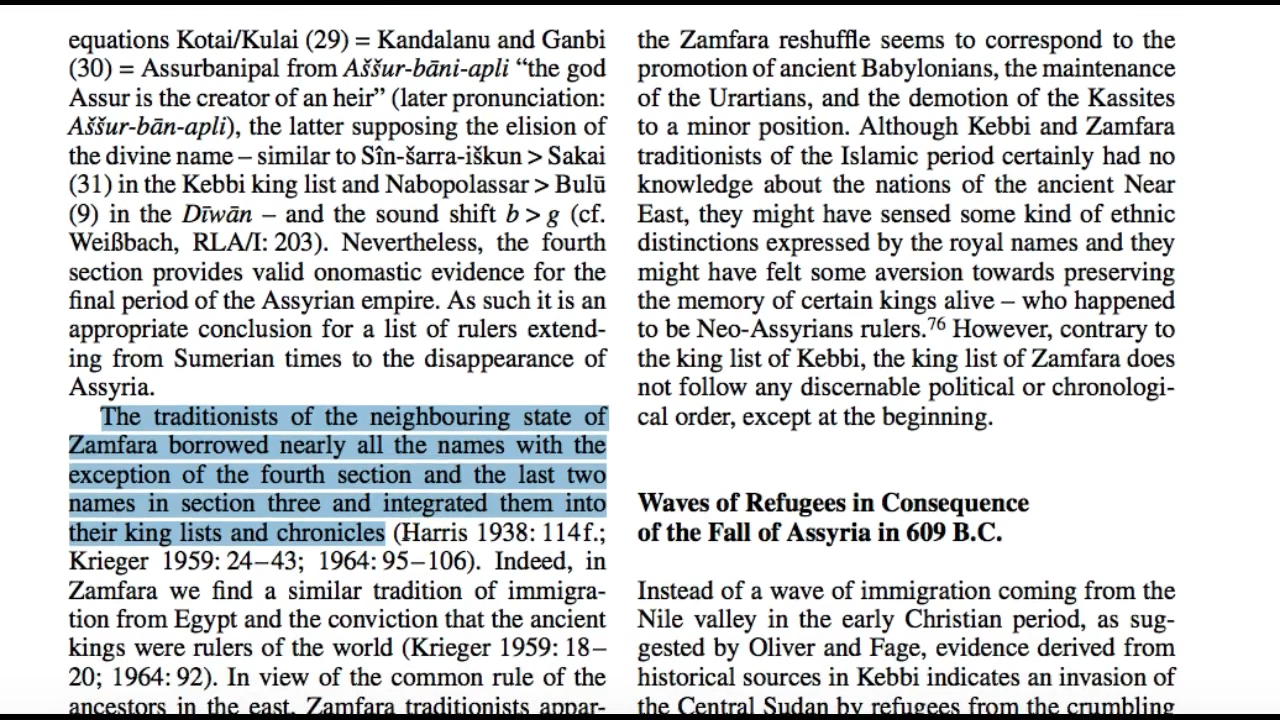 equations Kotai/Kulai (29) = Kandalanu and Ganbi
(30) = Assurbanipal from Aššur-bāni-apli “the god
Assur is the creator of an heir” (later pronunciation:
Aššur-bān-apli), the latter supposing the elision of
the divine name – similar to Sîn-šarra-iškun > Sakai
(31) in the Kebbi king list and Nabopolassar > Bulū
(9) in the Dīwān – and the sound shift b > g (cf.
Weißbach, RLA/I: 203). Nevertheless, the fourth
section provides valid onomastic evidence for the
final period of the Assyrian empire. As such it is an
appropriate conclusion for a list of rulers extend-
ing from Sumerian times to the disappearance of
Assyria.
The traditionists of the neighbouring state of
Zamfara borrowed nearly all the names with the
exception of the fourth section and the last two
names in section three and integrated them into
their king lists and chronicles (Harris 1938: 114f.;
Krieger 1959: 24–43; 1964: 95–106). Indeed, in
Zamfara we find a similar tradition of immigra-
tion from Egypt and the conviction that the ancient
kings were rulers of the world (Krieger 1959: 18–
20; 1964: 92). In view of the common rule of the
ancestors in the east, Zamfara traditionists appar-
the Zamfara reshuffle seems to correspond to the
promotion of ancient Babylonians, the maintenance
of the Urartians, and the demotion of the Kassites
to a minor position. Although Kebbi and Zamfara
traditionists of the Islamic period certainly had no
knowledge about the nations of the ancient Near
East, they might have sensed some kind of ethnic
distinctions expressed by the royal names and they
might have felt some aversion towards preserving
the memory of certain kings alive – who happened
to be Neo-Assyrians rulers.76 However, contrary to
the king list of Kebbi, the king list of Zamfara does
not follow any discernable political or chronologi-
cal order, except at the beginning.
Waves of Refugees in Consequence
of the Fall of Assyria in 609 B.C.
Instead of a wave of immigration coming from the
Nile valley in the early Christian period, as sug-
gested by Oliver and Fage, evidence derived from
historical sources in Kebbi indicates an invasion of
the Central Sudan by refugees from the crumbling